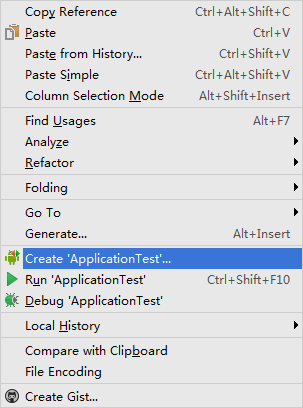 Copy Reference Ctrl+Alt+Shift+C
Paste Ctrl+V
Paste from History... Ctrl+Shift+V
Paste Simple Ctrl+Alt+Shift+V
Column Selection Mode Alt+Shift+Insert
Find Usages Alt+F7
Analyze
Refactor
Folding
Go To
Generate... Alt+Insert
Create 'ApplicationTest'...
Run 'ApplicationTest' Ctrl+Shift+F10
Debug 'ApplicationTest'
Local History
Compare with Clipboard
File Encoding
Create Gist...